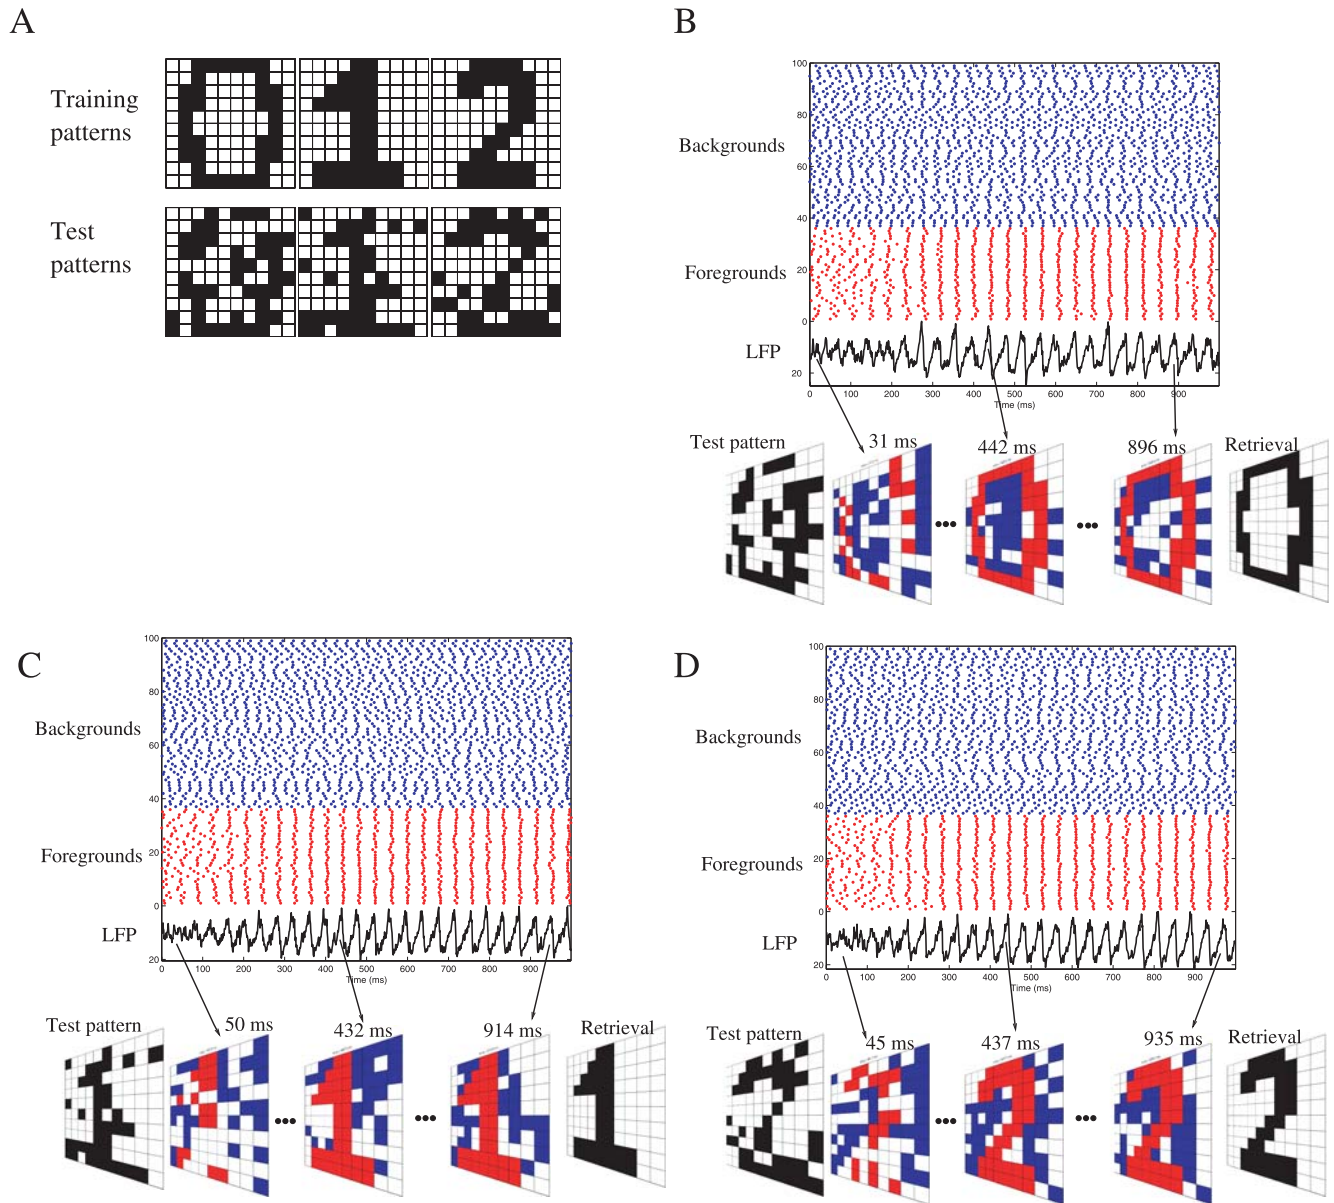 A
Training
patterns
Test
patterns
B
100
80
Backgrounds
60
40
Foregrounds
20
0
LFP
20
0 100 200 300 400 500 600 700 800 900
Time (ms)
Test pattern
31 ms
442 ms
896 ms
Retrieval
C
100
80
Backgrounds
60
40
Foregrounds
20
0
LFP
20
0 100 200 300 400 500 600 700 800 900
Time (ms)
Test pattern
50 ms
432 ms
914 ms
Retrieval
D
100
80
Backgrounds
60
40
Foregrounds
20
0
LFP
20
0 100 200 300 400 500 600 700 800 900
Time (ms)
Test pattern
45 ms
437 ms
935 ms
Retrieval